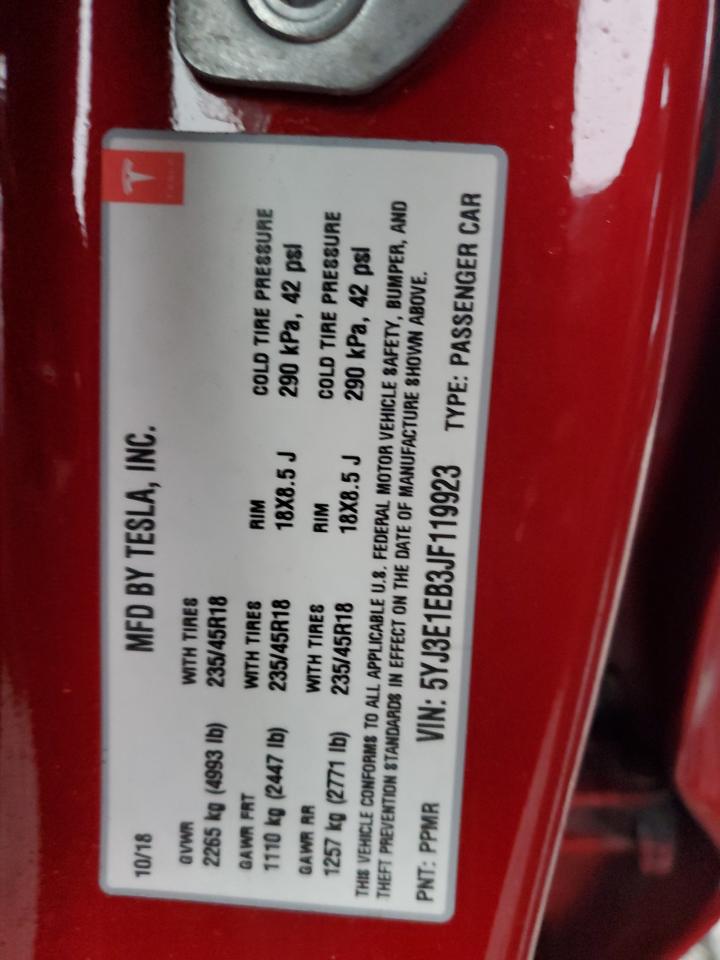 TESLA
10/18 MFD BY TESLA, INC.
GVWR WITH TIRES
2265 kg (4993 lb) 235/45R18
GAWR FRT WITH TIRES RIM COLD TIRE PRESSURE
1110 kg (2447 lb) 235/45R18 18X8.5 J 290 kPa, 42 psl
GAWR RR WITH TIRES RIM COLD TIRE PRESSURE
1257 kg (2771 lb) 235/45R18 18X8.5 J 290 kPa, 42 psl
THIS VEHICLE CONFORMS TO ALL APPLICABLE U.S. FEDERAL MOTOR VEHICLE SAFETY, BUMPER, AND
THEFT PREVENTION STANDARDS IN EFFECT ON THE DATE OF MANUFACTURE SHOWN ABOVE.
PNT: PPMR VIN: 5YJ3E1EB3JF119923 TYPE: PASSENGER CAR